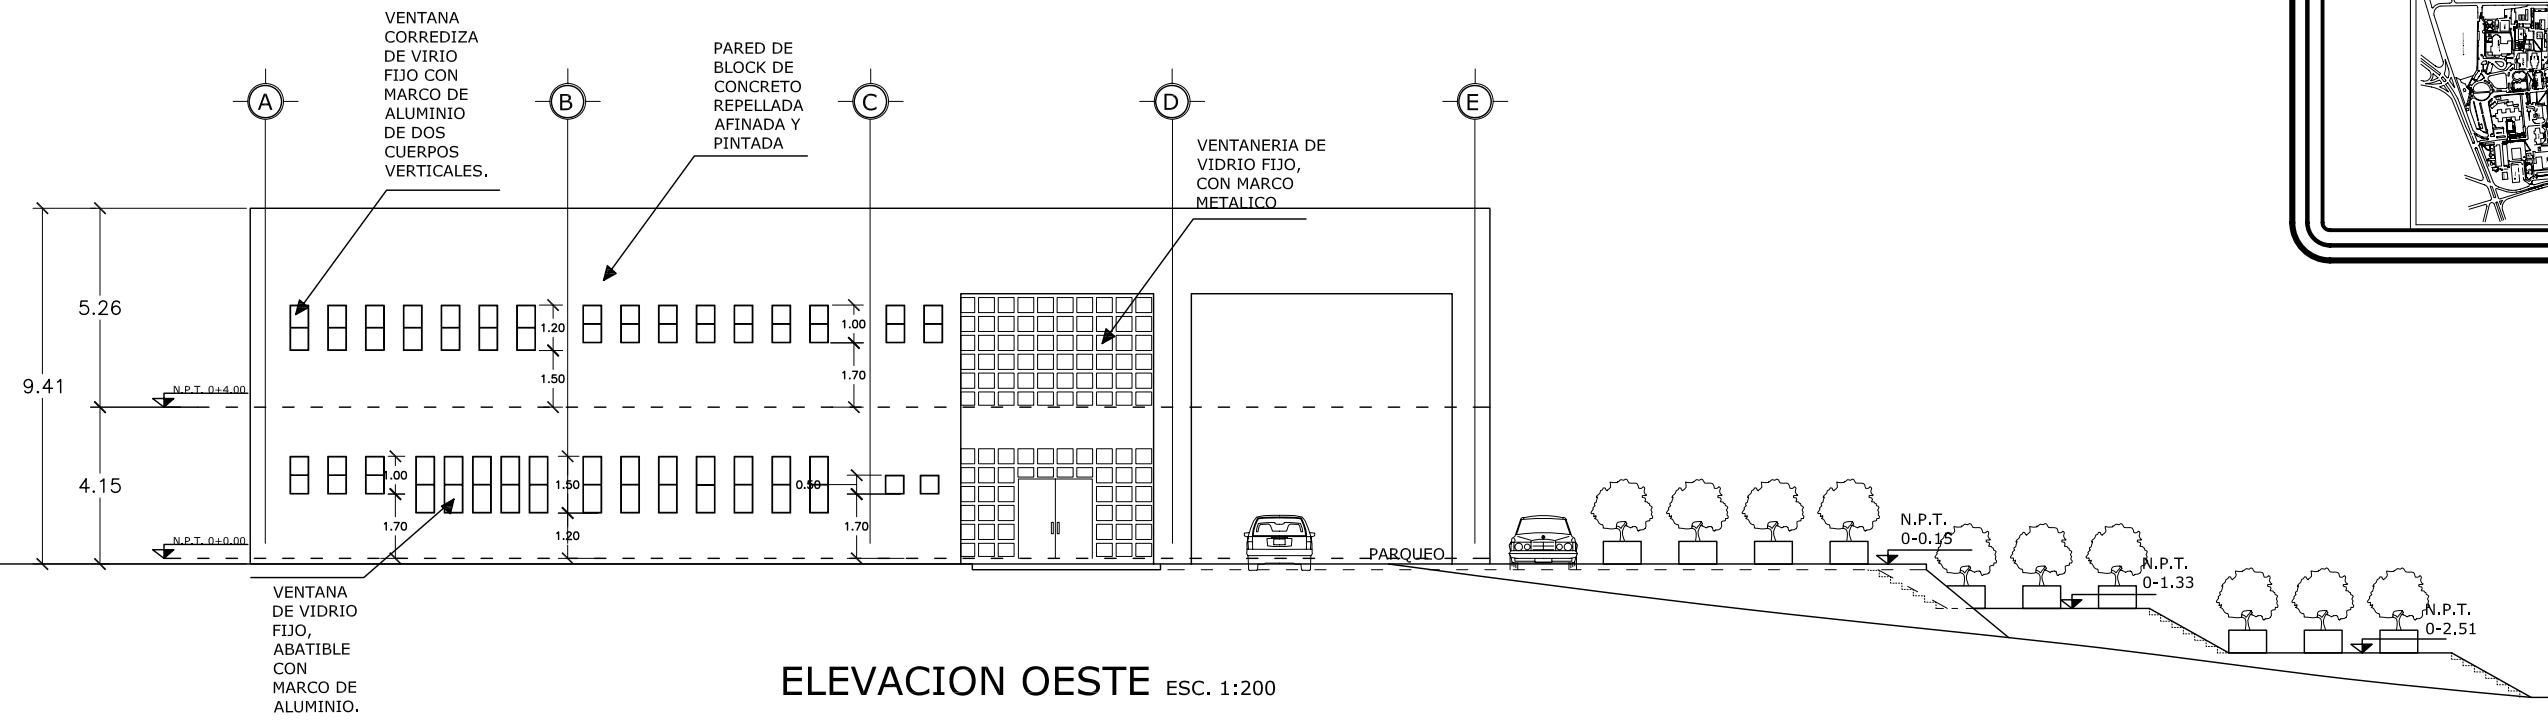 VENTANA
CORREDIZA
DE VIRIO
FIJO CON
MARCO DE
ALUMINIO
DE DOS
CUERPOS
VERTICALES.
PARED DE
BLOCK DE
CONCRETO
REPELLADA
AFINADA Y
PINTADA
VENTANERIA DE
VIDRIO FIJO,
CON MARCO
METALICO
A
B
C
D
E
9.41
5.26
4.15
N.P.T. 0+4.00
N.P.T. 0+0.00
1.20
1.50
1.00
1.70
1.00
1.70
1.50
1.20
0.50
1.70
PARQUEO
N.P.T.
0-0.15
N.P.T.
0-1.33
N.P.T.
0-2.51
VENTANA
DE VIDRIO
FIJO,
ABATIBLE
CON
MARCO DE
ALUMINIO.
ELEVACION OESTE ESC. 1:200